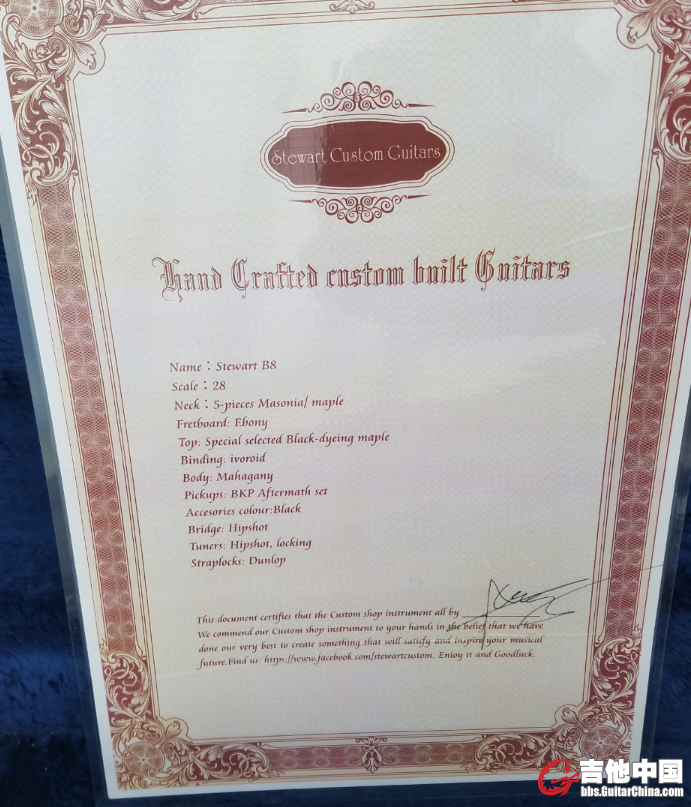 Stewart Custom Guitars
Hand Crafted custom built Guitars
Name：Stewart B8
Scale：28
Neck：5-pieces Masonia/ maple
Fretboard: Ebony
Top: Special selected Black-dyeing maple
Binding: ivoroid
Body: Mahagany
Pickups: BKP Aftermath set
Accesories colour:Black
Bridge: Hipshot
Tuners: Hipshot, locking
Straplocks: Dunlop
This document certifies that the Custom shop instrument all by
We commend our Custom shop instrument to your hands in the belief that we have
done our very best to create something that will satisfy and inspire your musical
future.Find us: https://www.facebook.com/stewartcustom. Enjoy it and Goodluck.
吉他中国
bbs.GuitarChina.com